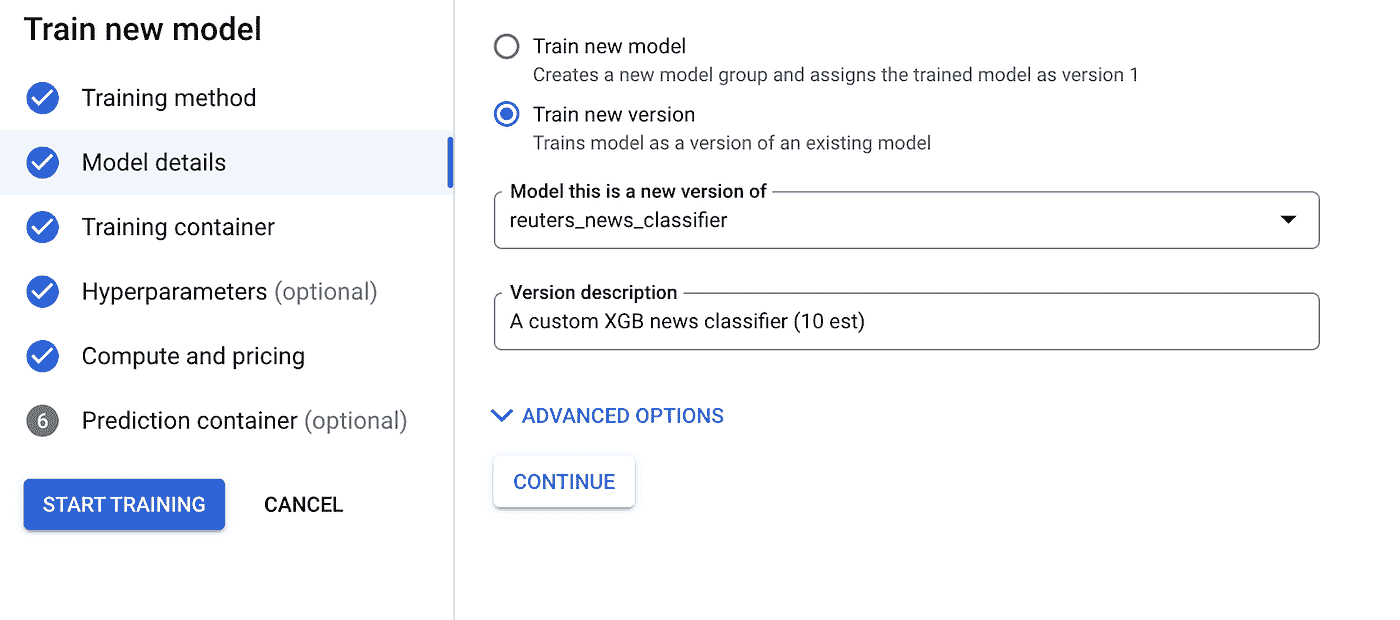 Train new model
Training method
Model details
Training container
Hyperparameters (optional)
Compute and pricing
6 Prediction container (optional)
START TRAINING CANCEL
Train new model
Creates a new model group and assigns the trained model as version 1
Train new version
Trains model as a version of an existing model
Model this is a new version of
reuters_news_classifier
Version description
A custom XGB news classifier (10 est)
ADVANCED OPTIONS
CONTINUE